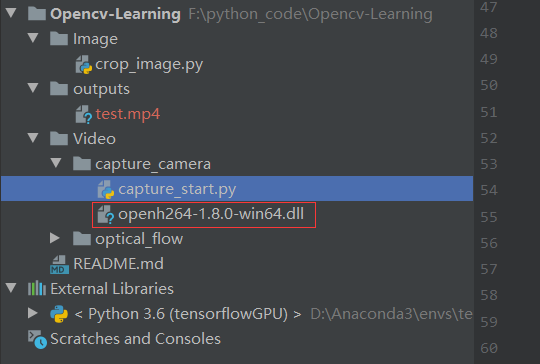 Opencv-Learning F:\python_code\Opencv-Learning
Image
crop_image.py
outputs
test.mp4
Video
capture_camera
capture_start.py
openh264-1.8.0-win64.dll
optical_flow
MD README.md
External Libraries
< Python 3.6 (tensorflowGPU) > D:\Anaconda3\envs\te
Scratches and Consoles
47
48
49
50
51
52
53
54
55
56
57
58
59
60